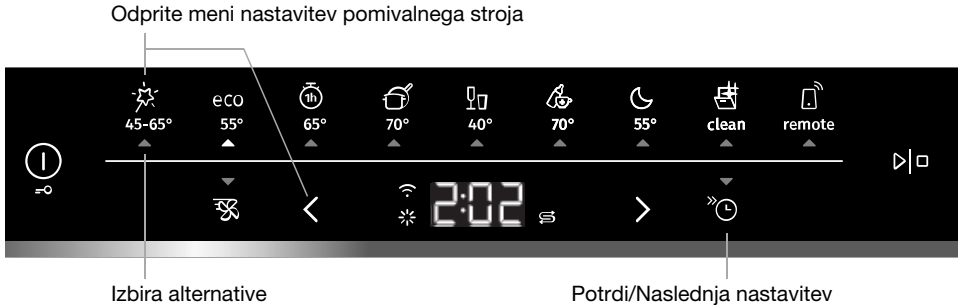 Odprite meni nastavitev pomivalnega stroja
eco 1h
45-65° 55° 65° 70° 40° 70° 55° clean remote
2:02
Izbira alternative Potrdi/Naslednja nastavitev